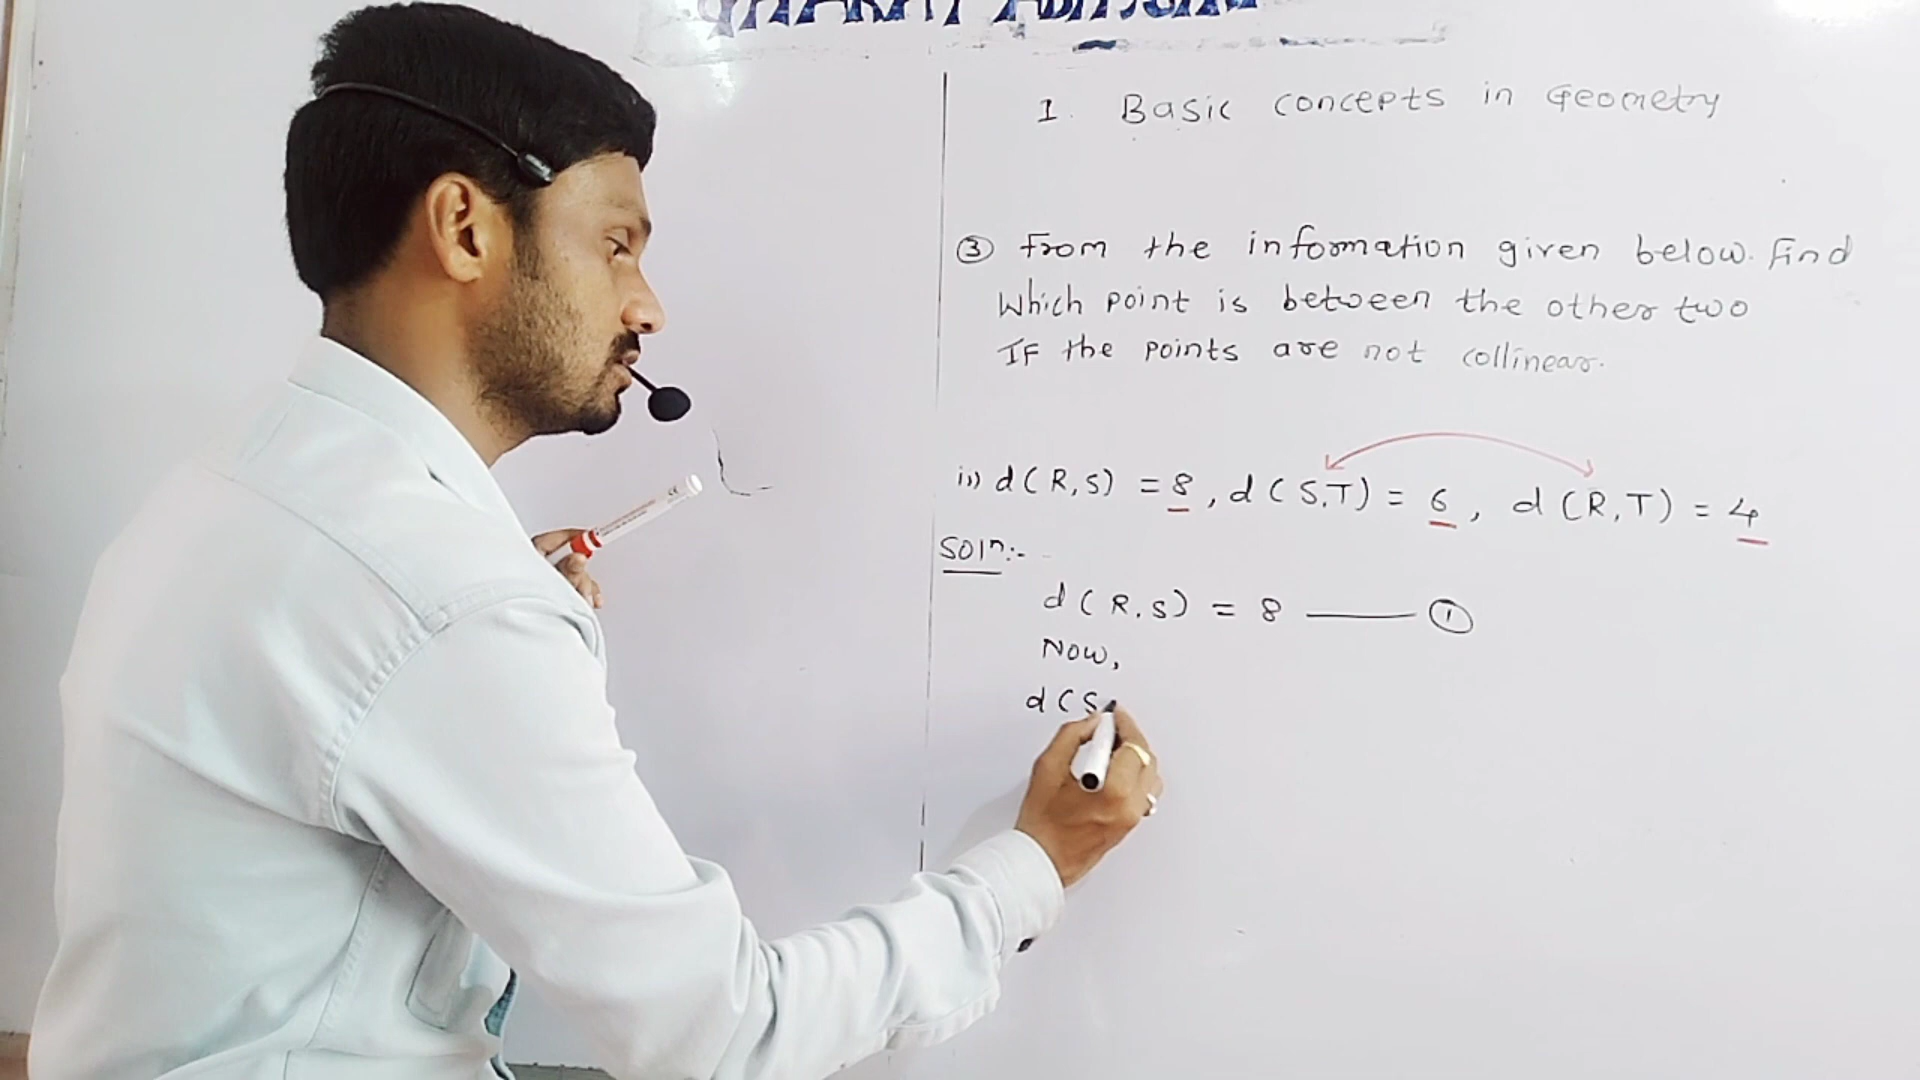 1. Basic concepts in Geometry
③ From the information given below. Find
which point is between the other two
IF the points are not collinear.
ii) d(R,S) = 8, d(S,T) = 6, d(R,T) = 4
Solⁿ:-
d(R,S) = 8 ——— ①
Now,
d(S,